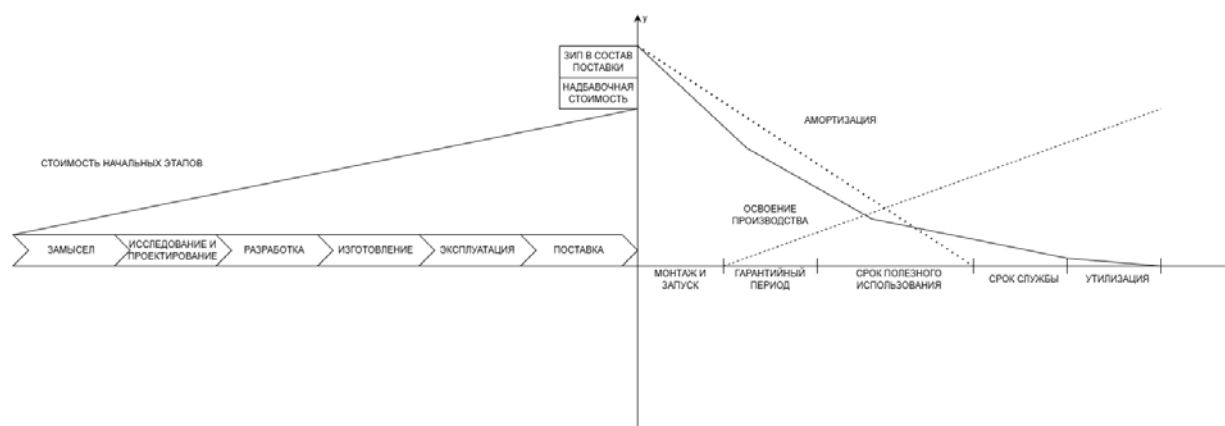 y
ЗИП В СОСТАВ
ПОСТАВКИ
НАДБАВОЧНАЯ
СТОИМОСТЬ
АМОРТИЗАЦИЯ
СТОИМОСТЬ НАЧАЛЬНЫХ ЭТАПОВ
ОСВОЕНИЕ
ПРОИЗВОДСТВА
ЗАМЫСЕЛ
ИССЛЕДОВАНИЕ И
ПРОЕКТИРОВАНИЕ
РАЗРАБОТКА
ИЗГОТОВЛЕНИЕ
ЭКСПЛУАТАЦИЯ
ПОСТАВКА
МОНТАЖ И
ЗАПУСК
ГАРАНТИЙНЫЙ
ПЕРИОД
СРОК ПОЛЕЗНОГО
ИСПОЛЬЗОВАНИЯ
СРОК СЛУЖБЫ
УТИЛИЗАЦИЯ